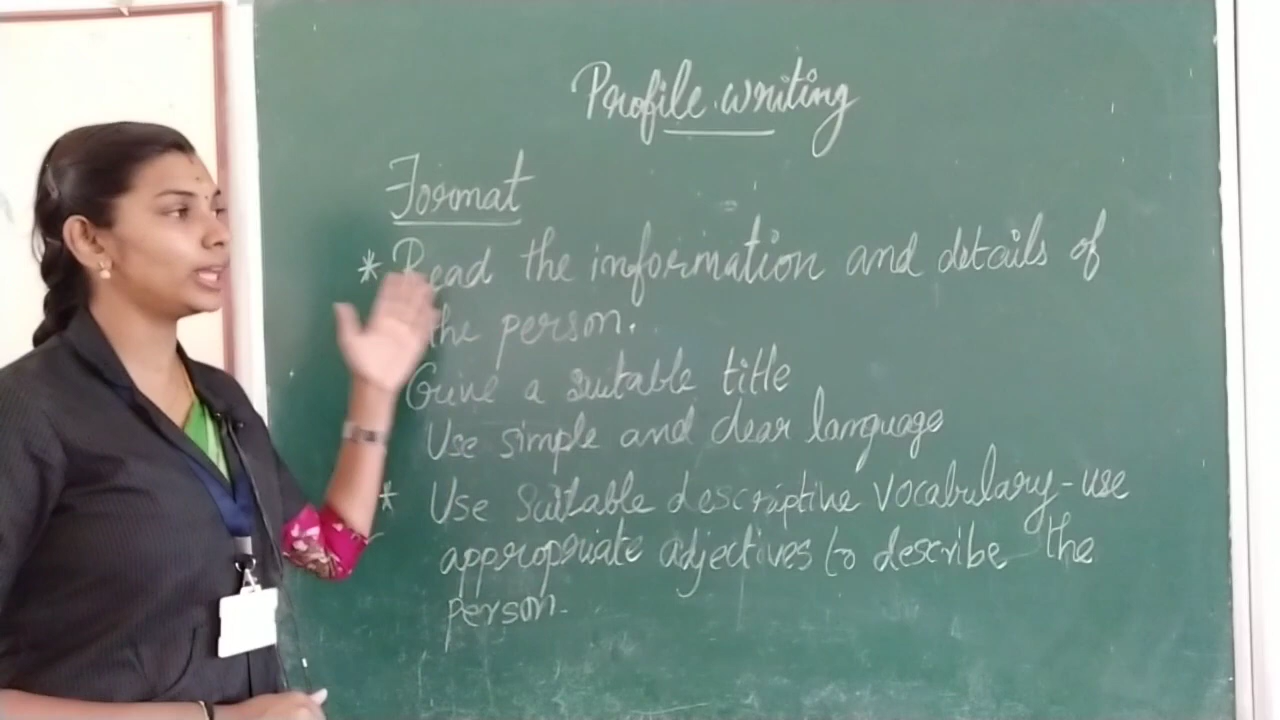 Profile writing
Format
* Read the information and details of
the person.
Give a suitable title
Use simple and clear language
* Use suitable descriptive vocabulary - use
appropriate adjectives to describe the
person.